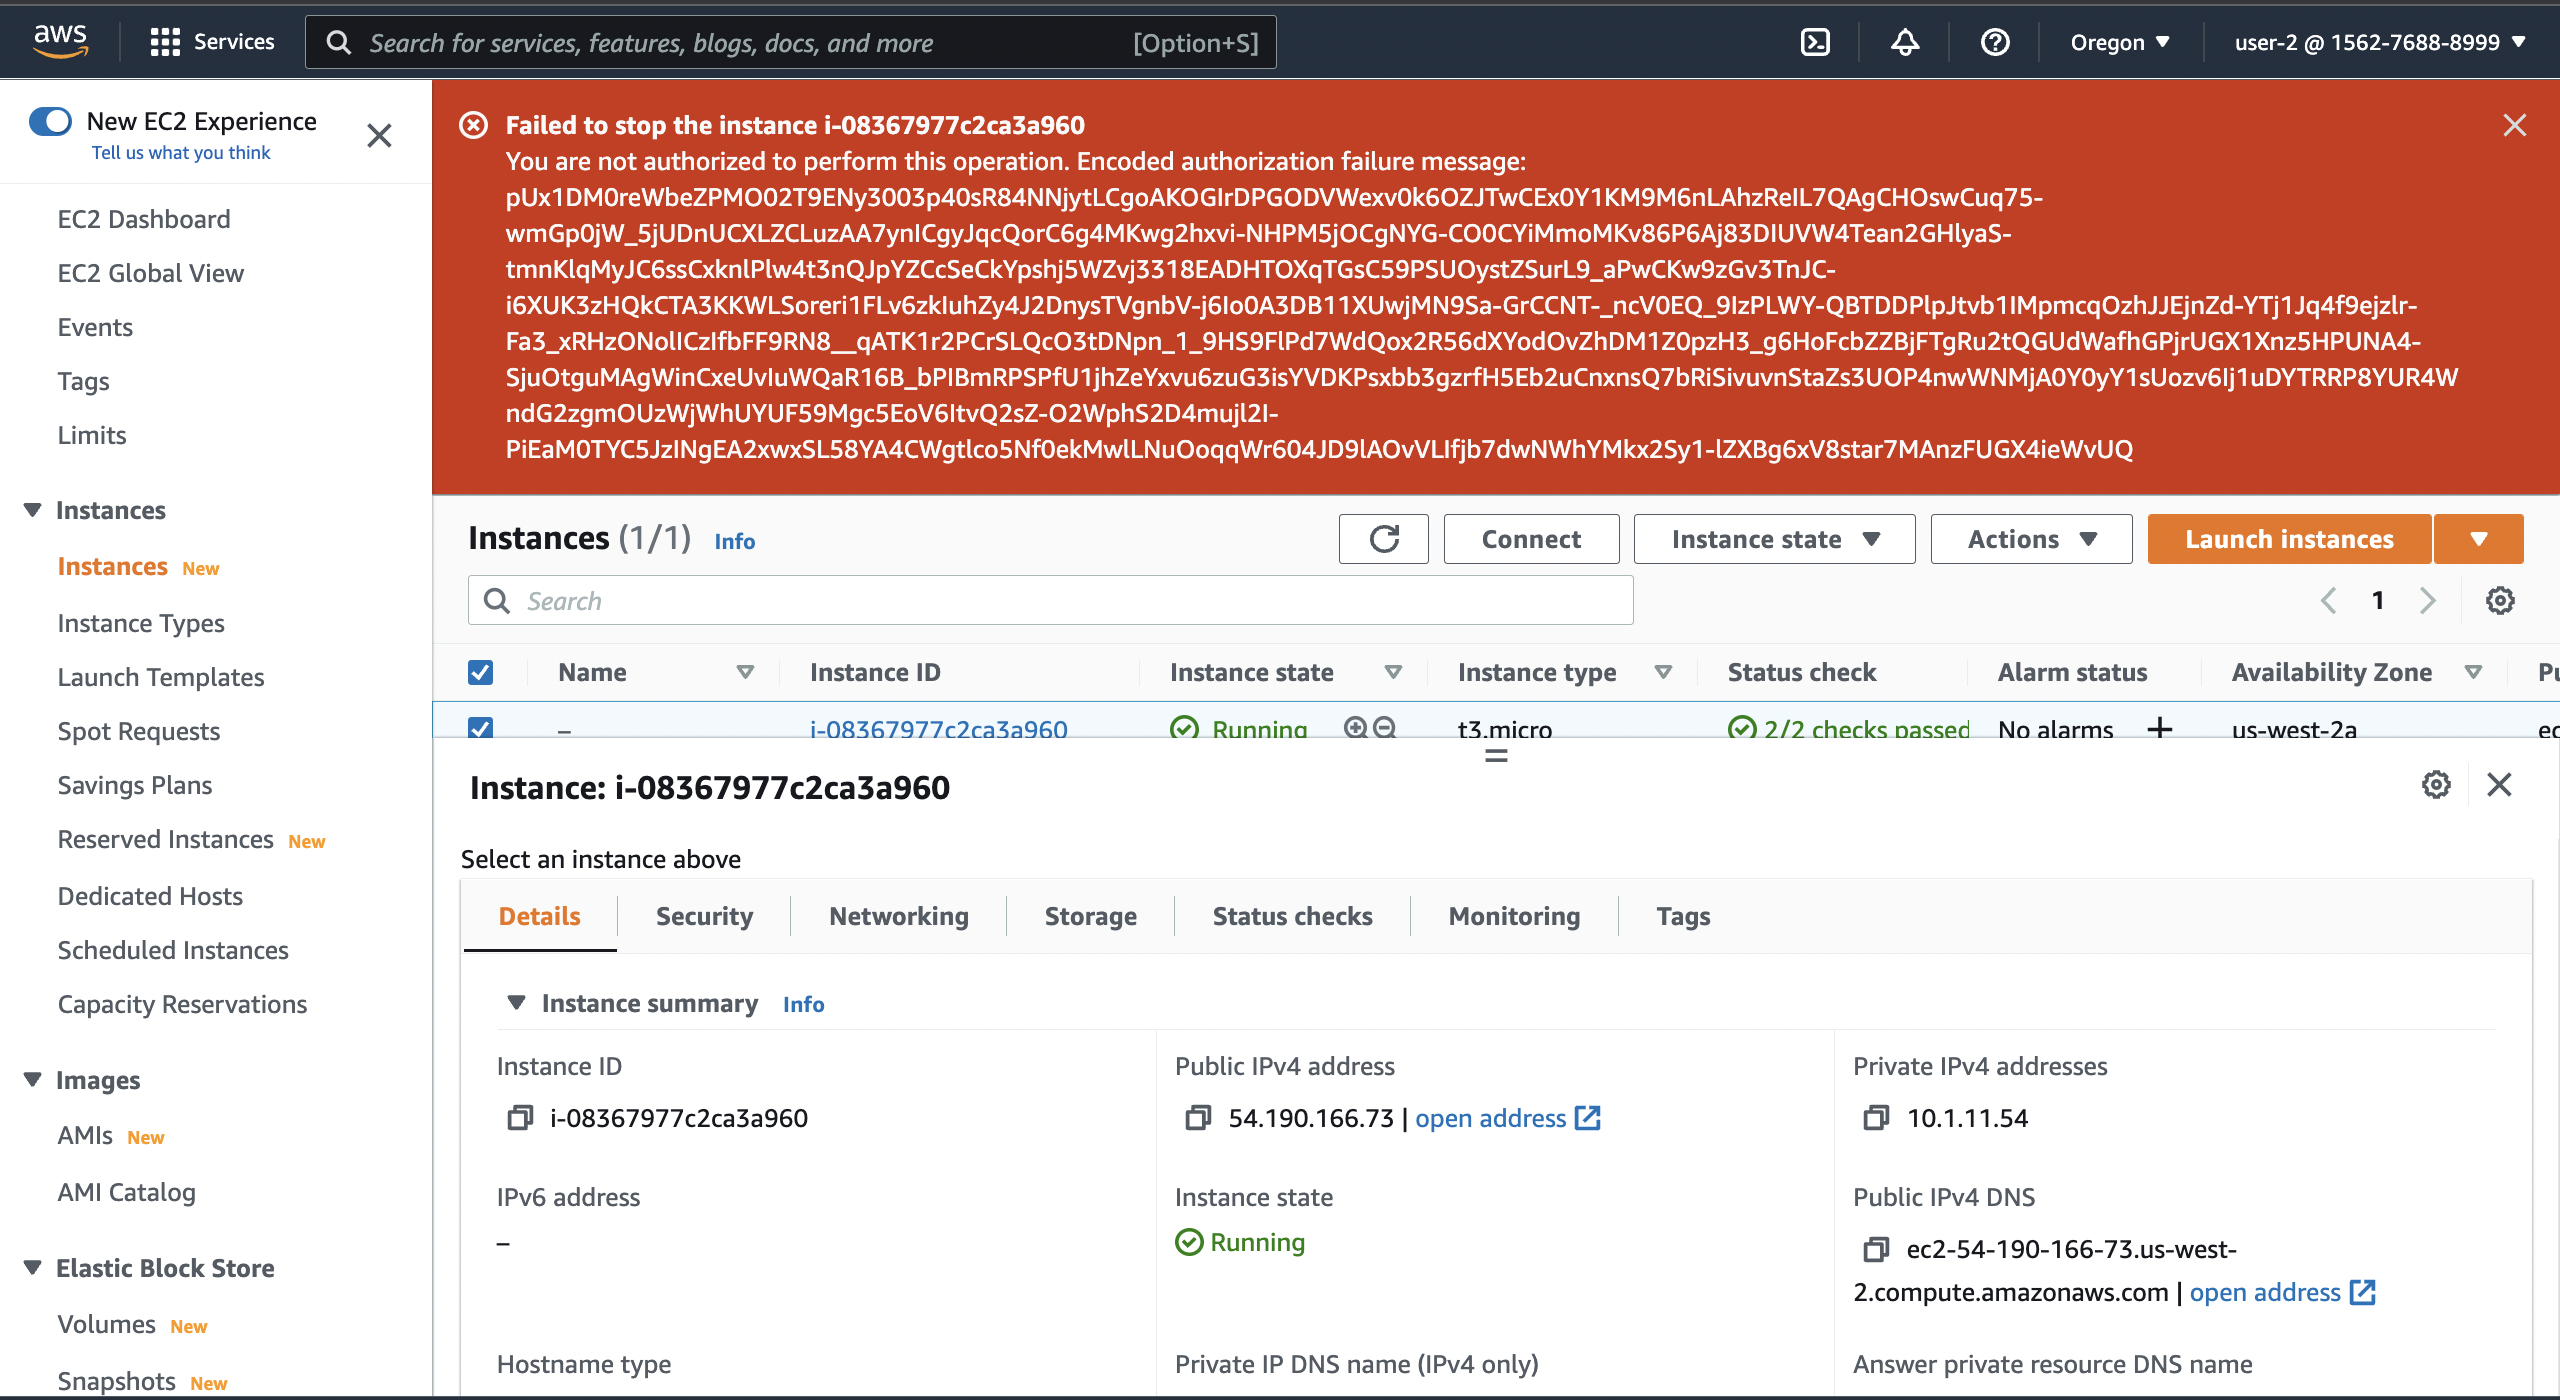 aws
Services
Search for services, features, blogs, docs, and more
[Option+S]
Oregon
user-2 @ 1562-7688-8999
New EC2 Experience
Tell us what you think
EC2 Dashboard
EC2 Global View
Events
Tags
Limits
Instances
Instances New
Instance Types
Launch Templates
Spot Requests
Savings Plans
Reserved Instances New
Dedicated Hosts
Scheduled Instances
Capacity Reservations
Images
AMIs New
AMI Catalog
Elastic Block Store
Volumes New
Snapshots New
Failed to stop the instance i-08367977c2ca3a960
You are not authorized to perform this operation. Encoded authorization failure message:
pUx1DM0reWbeZPMO02T9ENy3003p40sR84NNjytLCgoAKOGIrDPGODVWexv0k6OZJTwCEx0Y1KM9M6nLAhzReIL7QAgCHOswCuq75-
wmGp0jW_5jUDnUCXLZCLuzAA7ynICgyJqcQorC6g4MKwg2hxvi-NHPM5jOCgNYG-CO0CYiMmoMKv86P6Aj83DIUVW4Tean2GHlyaS-
tmnKlqMyJC6ssCxknlPlw4t3nQJpYZCcSeCkYpshj5WZvj3318EADHTOXqTGsC59PSUOystZSurL9_aPwCKw9zGv3TnJC-
i6XUK3zHQkCTA3KKWLSoreri1FLv6zkIuhZy4J2DnysTVgnbV-j6Io0A3DB11XUwjMN9Sa-GrCCNT-_ncV0EQ_9IzPLWY-QBTDDPlpJtvb1IMpmcqOzhJJEjnZd-YTj1Jq4f9ejzlr-
Fa3_xRHzONolICzIfbFF9RN8__qATK1r2PCrSLQcO3tDNpn_1_9HS9FlPd7WdQox2R56dXYodOvZhDM1Z0pzH3_g6HoFcbZZBjFTgRu2tQGUdWafhGPjrUGX1Xnz5HPUNA4-
SjuOtguMAgWinCxeUvIuWQaR16B_bPIBmRPSPfU1jhZeYxvu6zuG3isYVDKPsxbb3gzrfH5Eb2uCnxnsQ7bRiSivuvnStaZs3UOP4nwWNMjA0Y0yY1sUozv6Ij1uDYTRRP8YUR4W
ndG2zgmOUzWjWhUYUF59Mgc5EoV6ItvQ2sZ-O2WphS2D4mujl2I-
PiEaM0TYC5JzINgEA2xwxSL58YA4CWgtlco5Nf0ekMwlLNuOoqqWr604JD9lAOvVLIfjb7dwNWhYMkx2Sy1-lZXBg6xV8star7MAnzFUGX4ieWvUQ
Instances (1/1) Info
Connect
Instance state
Actions
Launch instances
Search
1
Name Instance ID Instance state Instance type Status check Alarm status Availability Zone Pu
– i-08367977c2ca3a960 Running t3.micro 2/2 checks passed No alarms + us-west-2a ec
Instance: i-08367977c2ca3a960
Select an instance above
Details Security Networking Storage Status checks Monitoring Tags
Instance summary Info
Instance ID
i-08367977c2ca3a960
Public IPv4 address
54.190.166.73 | open address
Private IPv4 addresses
10.1.11.54
IPv6 address
–
Instance state
Running
Public IPv4 DNS
ec2-54-190-166-73.us-west-
2.compute.amazonaws.com | open address
Hostname type
Private IP DNS name (IPv4 only)
Answer private resource DNS name